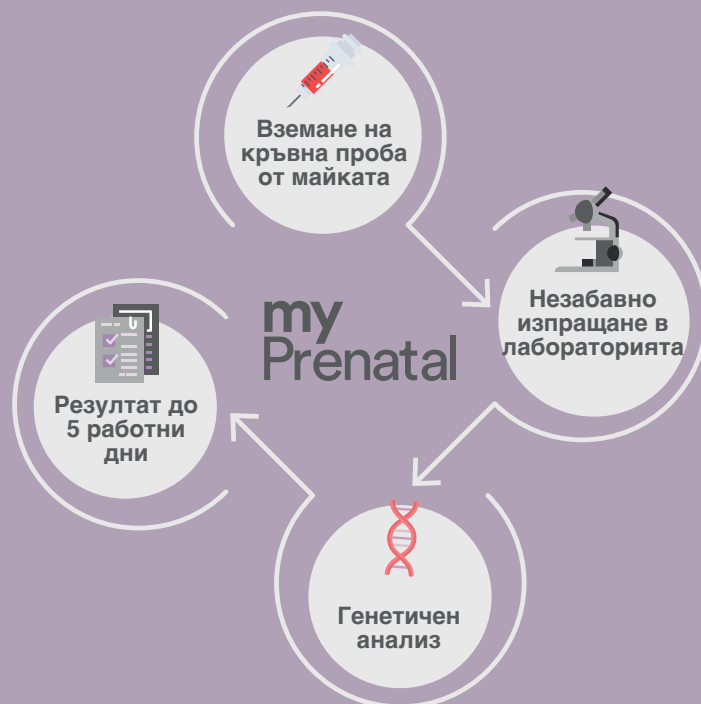 Вземане на
кръвна проба
от майката
Незабавно
изпращане в
лабораторията
my
Prenatal
Резултат до
5 работни
дни
Генетичен
анализ